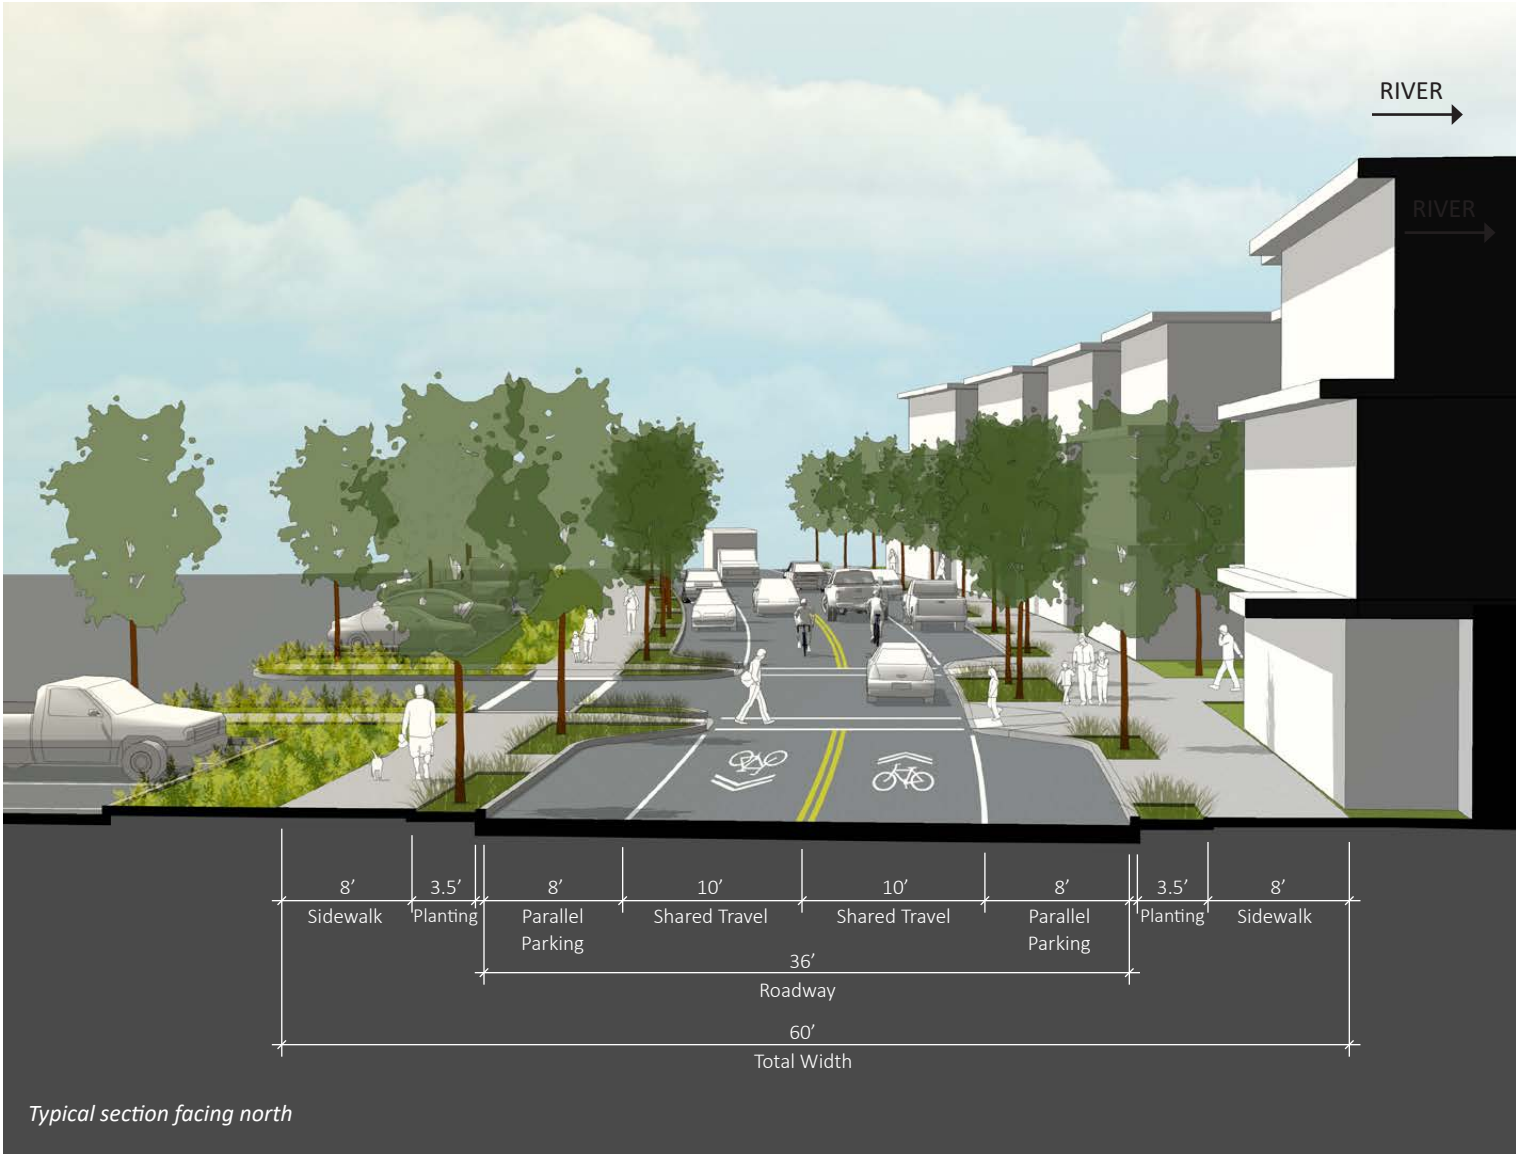 RIVER
RIVER
8’ 3.5’ 8’ 10’ 10’ 8’ 3.5’ 8’
Sidewalk Planting Parallel Shared Travel Shared Travel Parallel Planting Sidewalk
Parking Parking
36’
Roadway
60’
Total Width
Typical section facing north